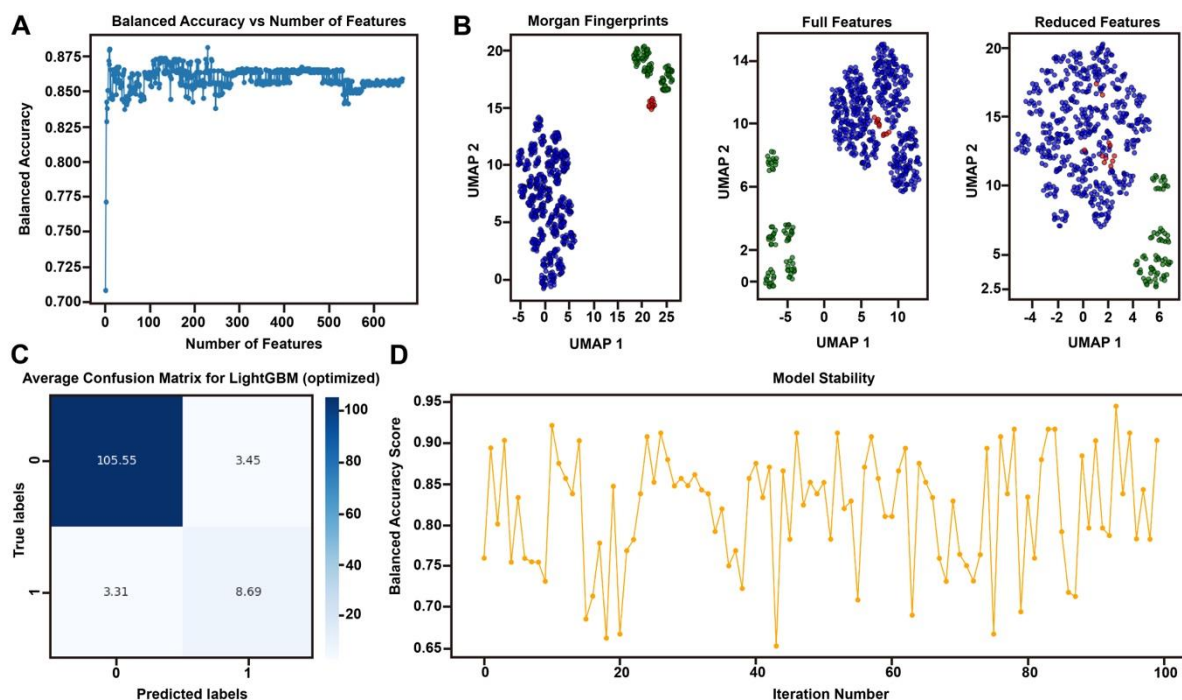 A
Balanced Accuracy vs Number of Features
0.875
0.850
0.825
0.800
0.775
0.750
0.725
0.700
Balanced Accuracy
0 100 200 300 400 500 600
Number of Features
B
Morgan Fingerprints
20
15
10
5
0
UMAP 2
-5 0 5 10 15 20 25
UMAP 1
Full Features
14
10
6
2
0
UMAP 2
-5 0 5 10
UMAP 1
Reduced Features
20
15
10
5
2.5
UMAP 2
-4 -2 0 2 4 6
UMAP 1
C
Average Confusion Matrix for LightGBM (optimized)
True labels
0
1
105.55 3.45
3.31 8.69
0 1
Predicted labels
100
80
60
40
20
D
Model Stability
0.95
0.90
0.85
0.80
0.75
0.70
0.65
Balanced Accuracy Score
0 20 40 60 80 100
Iteration Number